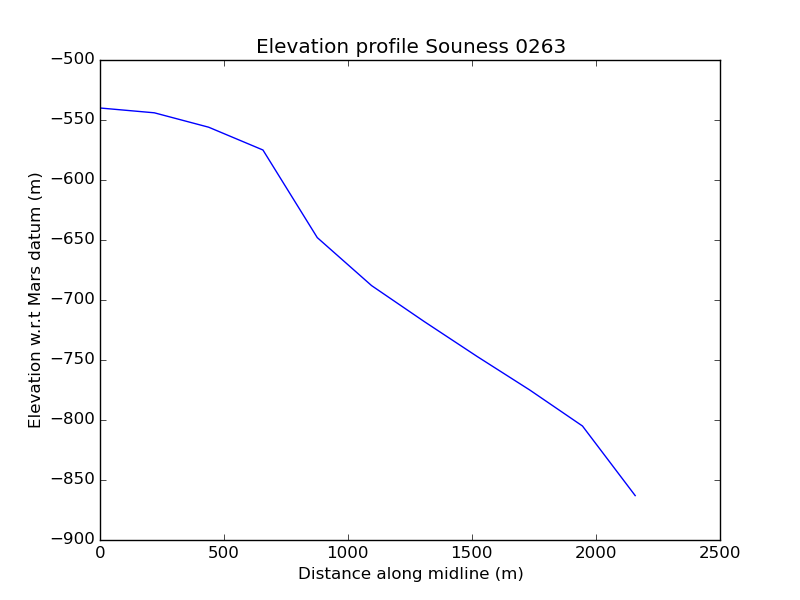 Elevation profile Souness 0263
Elevation w.r.t Mars datum (m)
−500
−550
−600
−650
−700
−750
−800
−850
−900
0 500 1000 1500 2000 2500
Distance along midline (m)